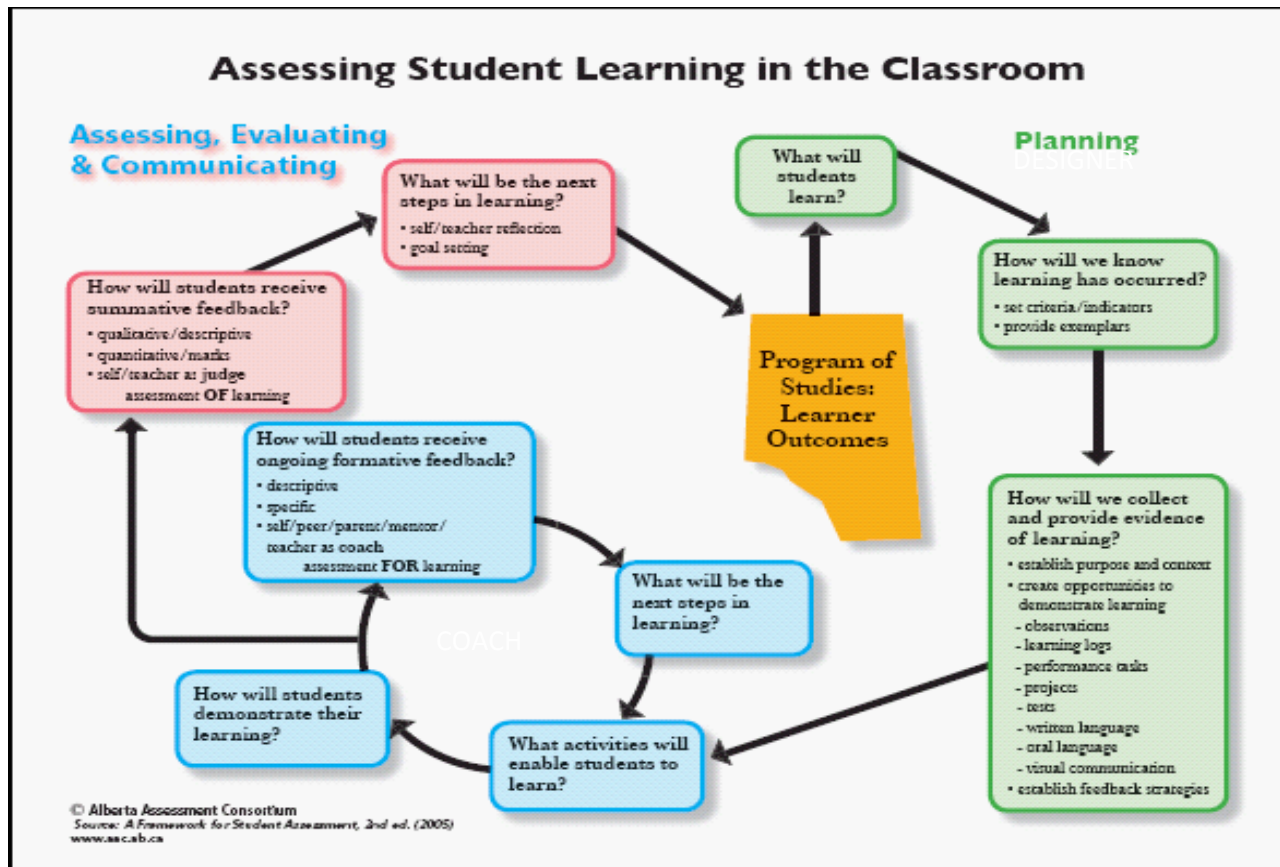 Assessing Student Learning in the Classroom
Assessing, Evaluating
& Communicating
Planning
DESIGNER
What will
students
learn?
How will we know
learning has occurred?
• set criteria/indicators
• provide exemplars
How will we collect
and provide evidence
of learning?
• establish purpose and context
• create opportunities to
demonstrate learning
- observations
- learning logs
- performance tasks
- projects
- tests
- written language
- oral language
- visual communication
• establish feedback strategies
What will be the next
steps in learning?
• self/teacher reflection
• goal setting
How will students receive
summative feedback?
• qualitative/descriptive
• quantitative/marks
• self/teacher as judge
assessment OF learning
Program of
Studies:
Learner
Outcomes
How will students receive
ongoing formative feedback?
• descriptive
• specific
• self/peer/parent/mentor/
teacher as coach
assessment FOR learning
What will be the
next steps in
learning?
COACH
How will students
demonstrate their
learning?
What activities will
enable students to
learn?
© Alberta Assessment Consortium
Source: A Framework for Student Assessment, 2nd ed. (2005)
www.aac.ab.ca